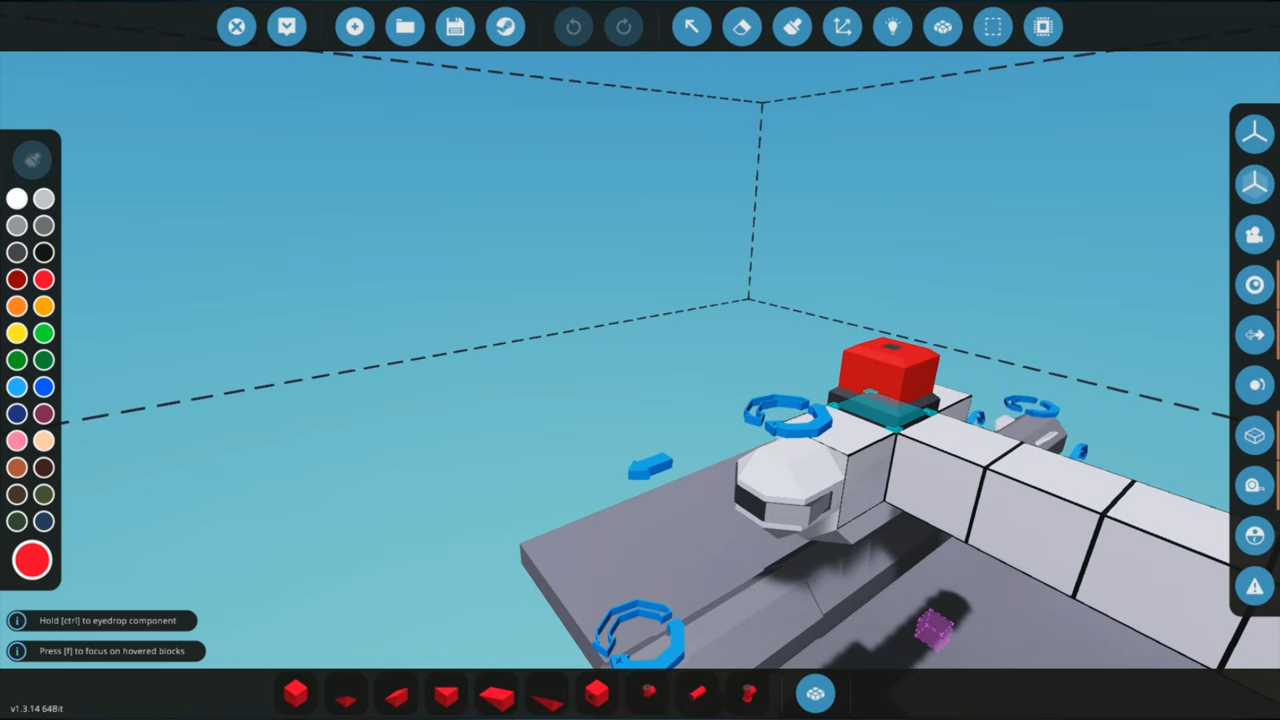 Hold [ctrl] to eyedrop component
Press [f] to focus on hovered blocks
v1.3.14 64Bit